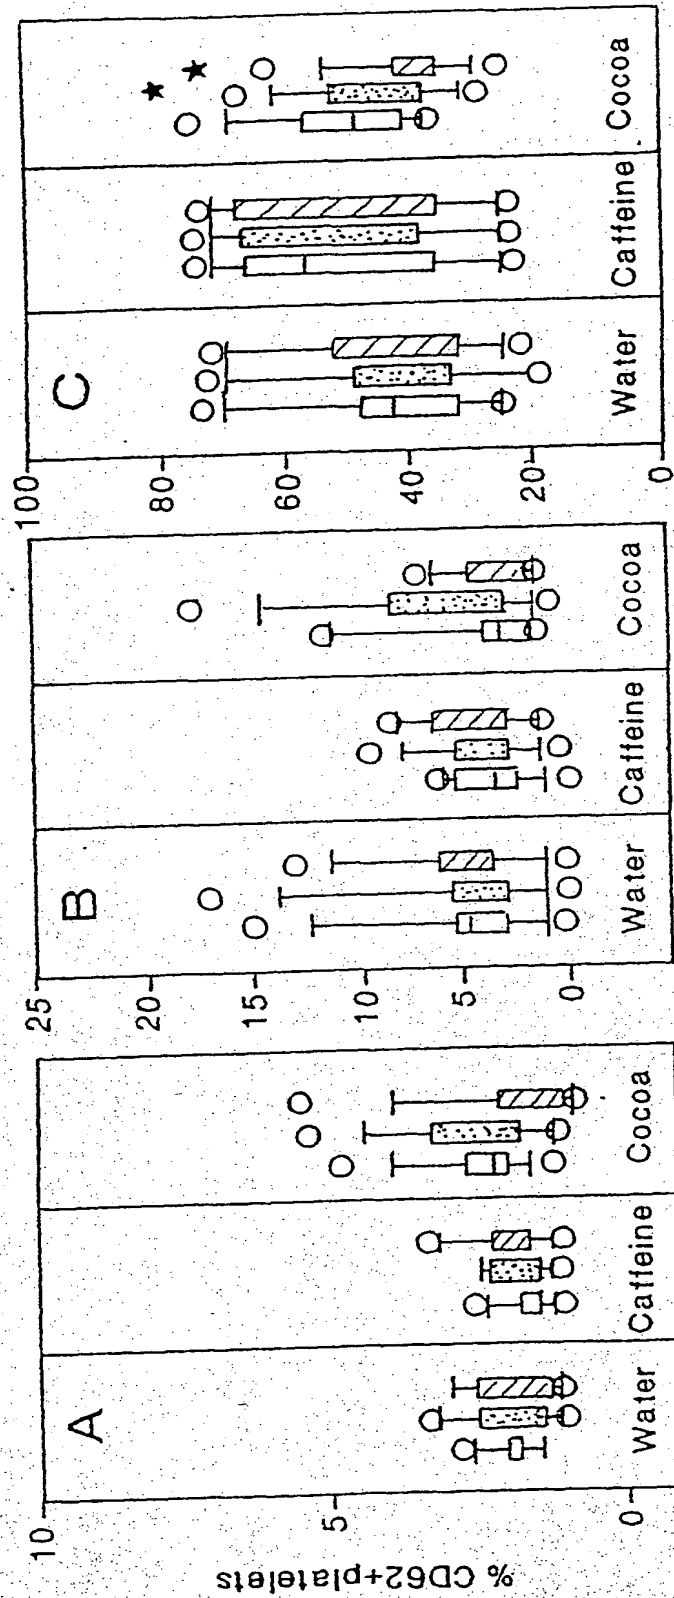 % CD62+platelets
A
10
5
0
Water
Caffeine
Cocoa
B
25
20
15
10
5
0
Water
Caffeine
Cocoa
C
100
80
60
40
20
0
Water
Caffeine
Cocoa